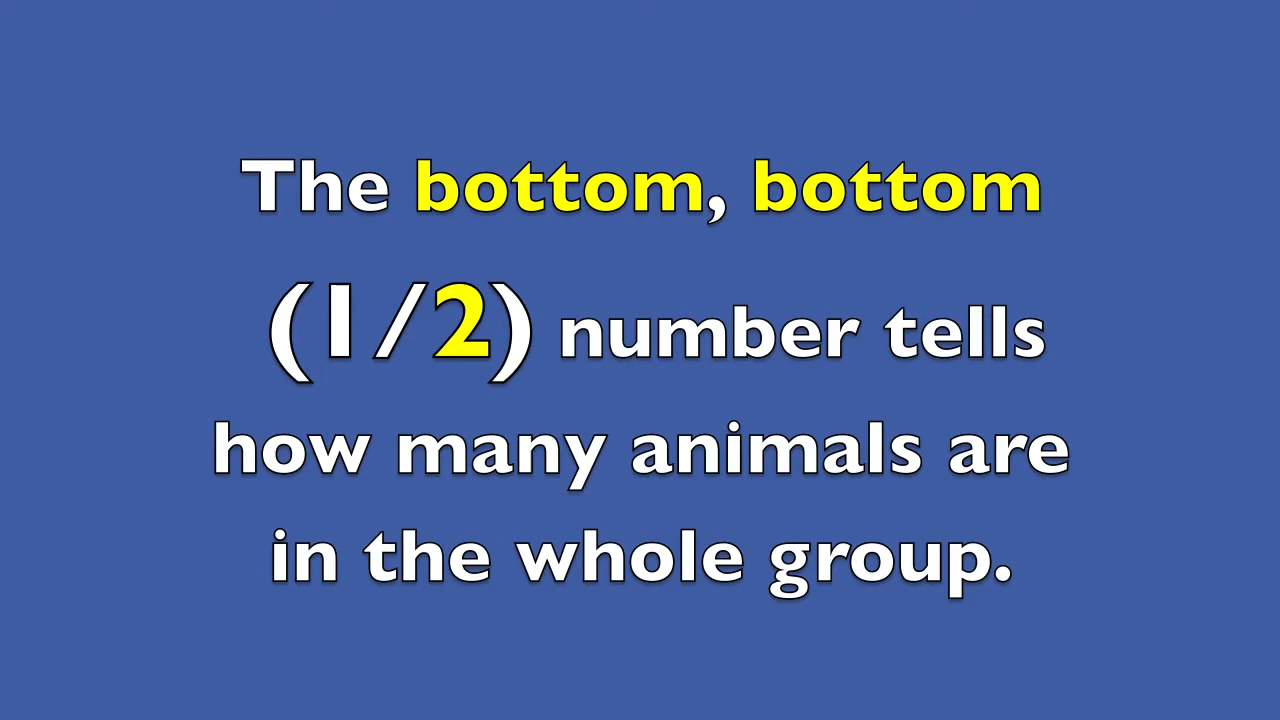 The bottom, bottom
(1/2) number tells
how many animals are
in the whole group.